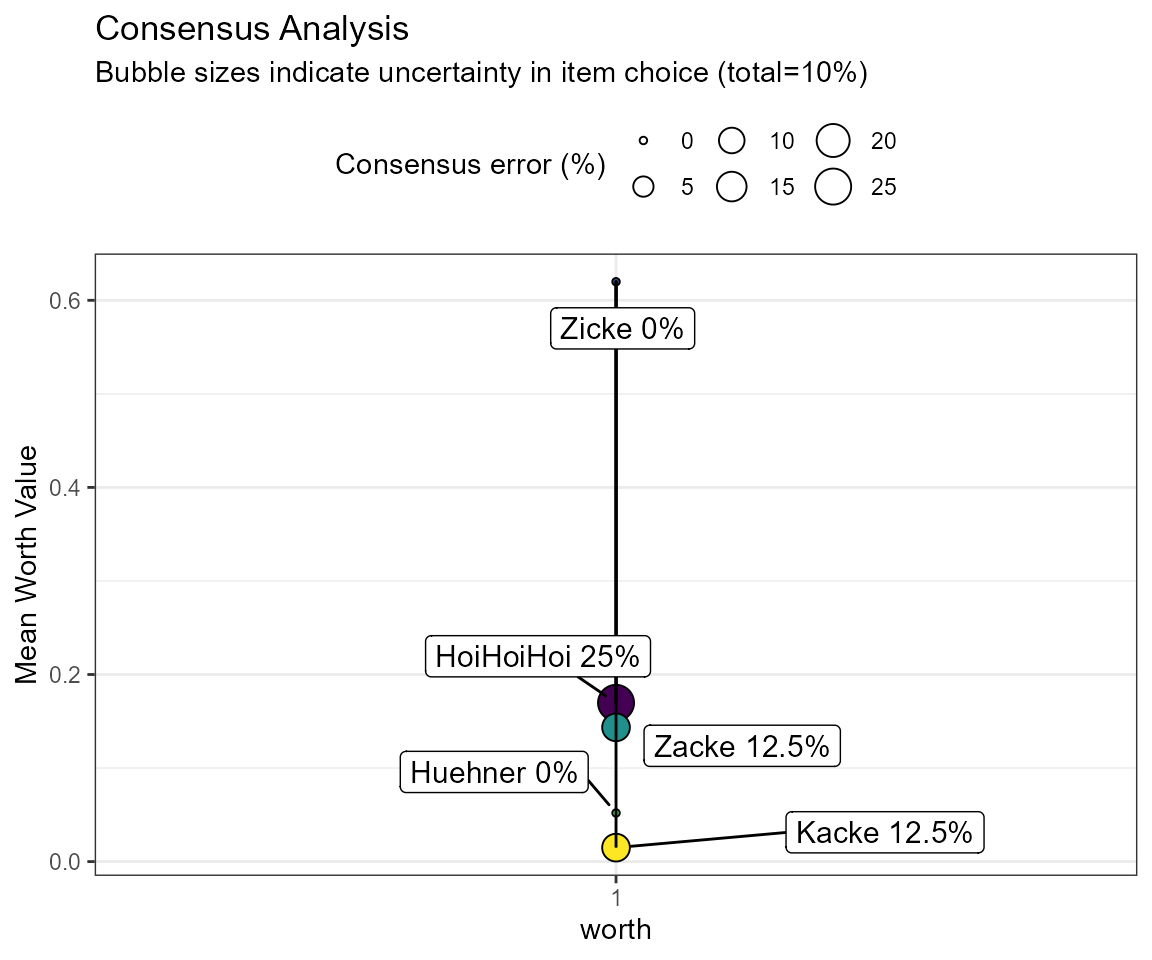 Consensus Analysis
Bubble sizes indicate uncertainty in item choice (total=10%)
Consensus error (%)
0 10 20
5 15 25
Mean Worth Value
0.6
0.4
0.2
0.0
Zicke 0%
HoiHoiHoi 25%
Zacke 12.5%
Huehner 0%
Kacke 12.5%
1
worth